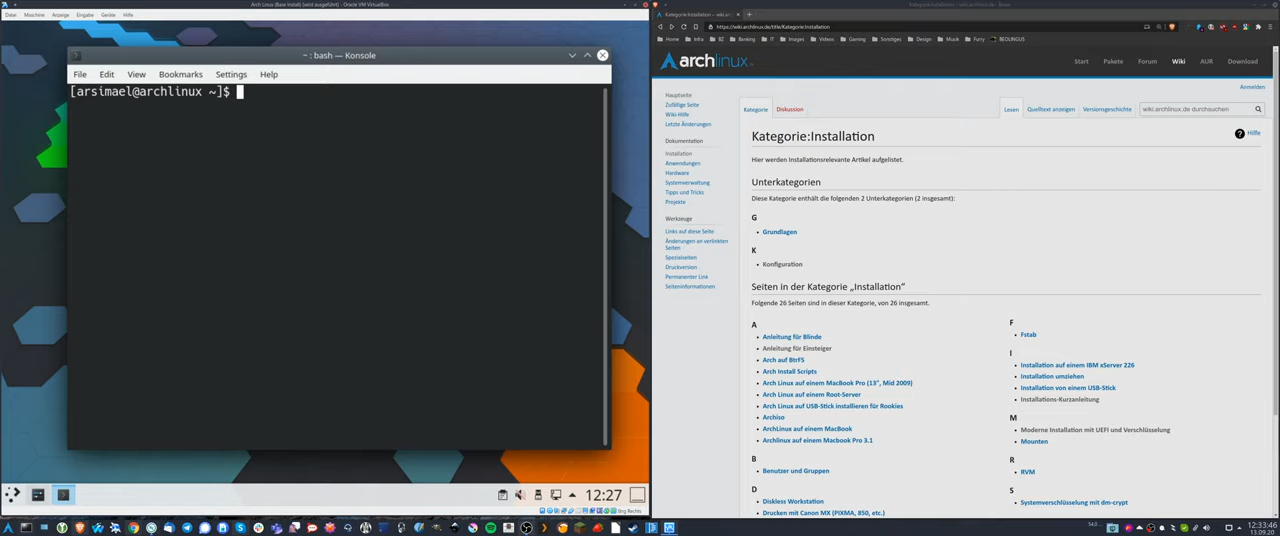 Arch Linux (Base Install) [wird ausgeführt] - Oracle VM VirtualBox
Datei Maschine Anzeige Eingabe Geräte Hilfe
~ : bash — Konsole
File Edit View Bookmarks Settings Help
[arsimael@archlinux ~]$
12:27
Strg Rechts
Kategorie:Installation – wiki.arc
https://wiki.archlinux.de/title/Kategorie:Installation
Home Infra BZ Banking IT Images Videos Gaming Sonstiges Design Musik Furry BEOLINGUS
archlinux
Start Pakete Forum Wiki AUR Download
Anmelden
Hauptseite
Zufällige Seite
Wiki-Hilfe
Letzte Änderungen
Dokumentation
Installation
Anwendungen
Hardware
Systemverwaltung
Tipps und Tricks
Projekte
Werkzeuge
Links auf diese Seite
Änderungen an verlinkten
Seiten
Spezialseiten
Druckversion
Permanenter Link
Seiteninformationen
Kategorie Diskussion Lesen Quelltext anzeigen Versionsgeschichte wiki.archlinux.de durchsuchen
Kategorie:Installation
Hilfe
Hier werden Installationsrelevante Artikel aufgelistet.
Unterkategorien
Diese Kategorie enthält die folgenden 2 Unterkategorien (2 insgesamt):
G
Grundlagen
K
Konfiguration
Seiten in der Kategorie „Installation“
Folgende 26 Seiten sind in dieser Kategorie, von 26 insgesamt.
A
Anleitung für Blinde
Anleitung für Einsteiger
Arch auf BtrFS
Arch Install Scripts
Arch Linux auf einem MacBook Pro (13", Mid 2009)
Arch Linux auf einem Root-Server
Arch Linux auf USB-Stick installieren für Rookies
Archiso
ArchLinux auf einem MacBook
Archlinux auf einem Macbook Pro 3.1
B
Benutzer und Gruppen
D
Diskless Workstation
Drucken mit Canon MX (PIXMA, 850, etc.)
F
Fstab
I
Installation auf einem IBM xServer 226
Installation umziehen
Installation von einem USB-Stick
Installations-Kurzanleitung
M
Moderne Installation mit UEFI und Verschlüsselung
Mounten
R
RVM
S
Systemverschlüsselung mit dm-crypt
12:33:46
13.09.20